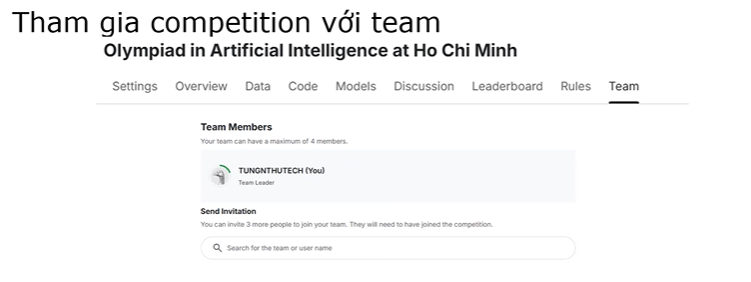 Tham gia competition với team
Olympiad in Artificial Intelligence at Ho Chi Minh
Settings Overview Data Code Models Discussion Leaderboard Rules Team
Team Members
Your team can have a maximum of 4 members.
TUNGNTHUTECH (You)
Team Leader
Send Invitation
You can invite 3 more people to join your team. They will need to have joined the competition.
Search for the team or user name